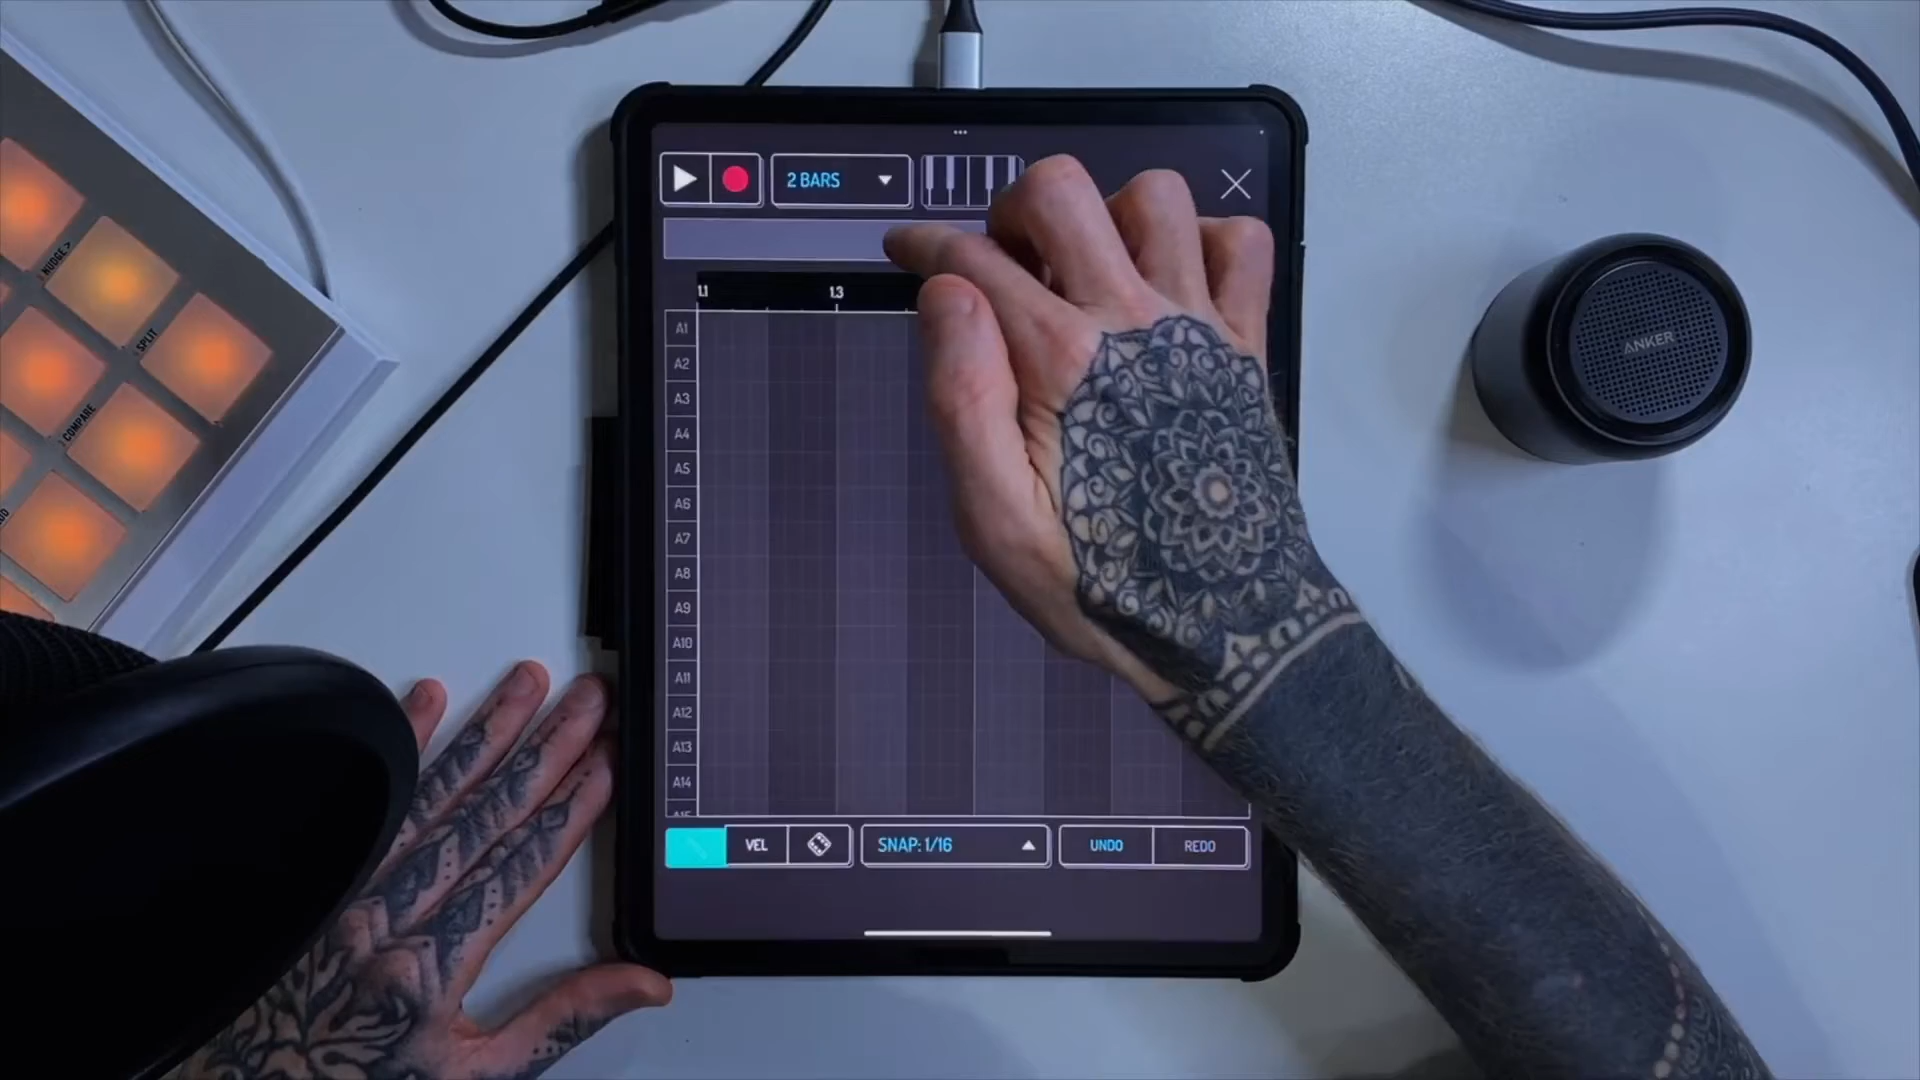 2 BARS
1.1
1.3
A1
A2
A3
A4
A5
A6
A7
A8
A9
A10
A11
A12
A13
A14
VEL
SNAP: 1/16
UNDO
REDO
NUDGE >
SPLIT
COMPARE
ANKER